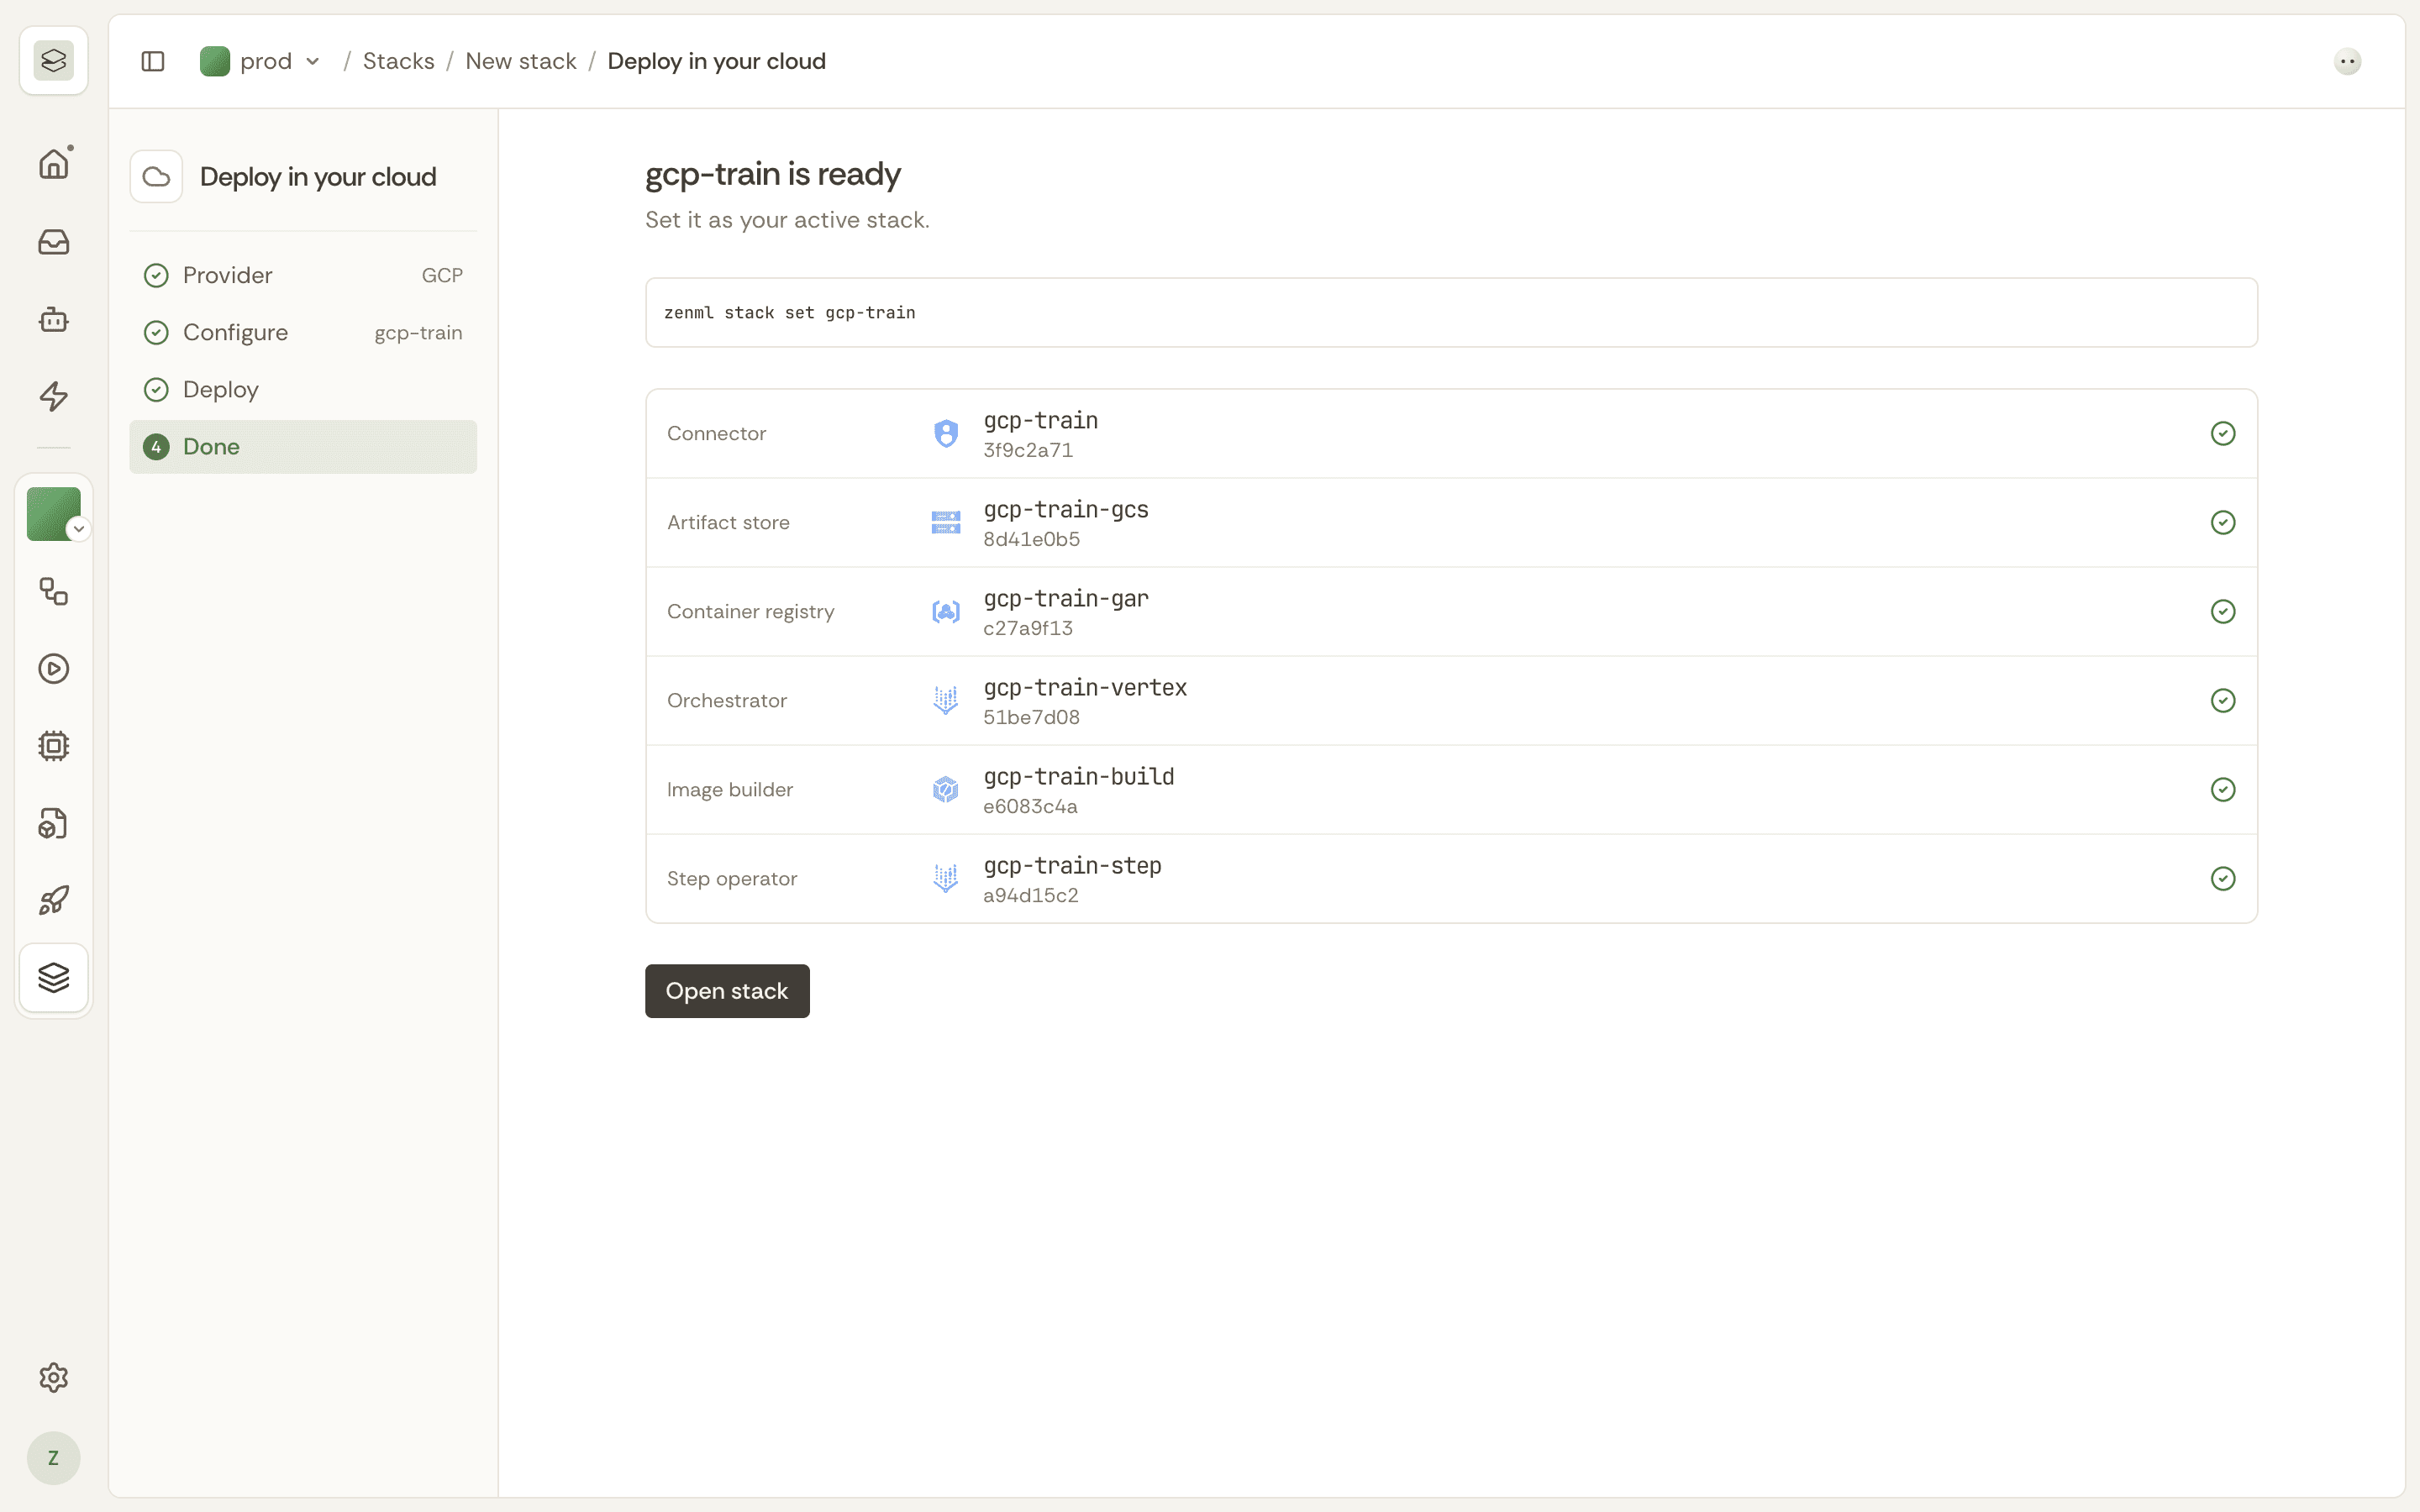 prod / Stacks / New stack / Deploy in your cloud
Deploy in your cloud
Provider GCP
Configure gcp-train
Deploy
4 Done
Z
gcp-train is ready
Set it as your active stack.
zenml stack set gcp-train
Connector gcp-train
3f9c2a71
Artifact store gcp-train-gcs
8d41e0b5
Container registry gcp-train-gar
c27a9f13
Orchestrator gcp-train-vertex
51be7d08
Image builder gcp-train-build
e6083c4a
Step operator gcp-train-step
a94d15c2
Open stack